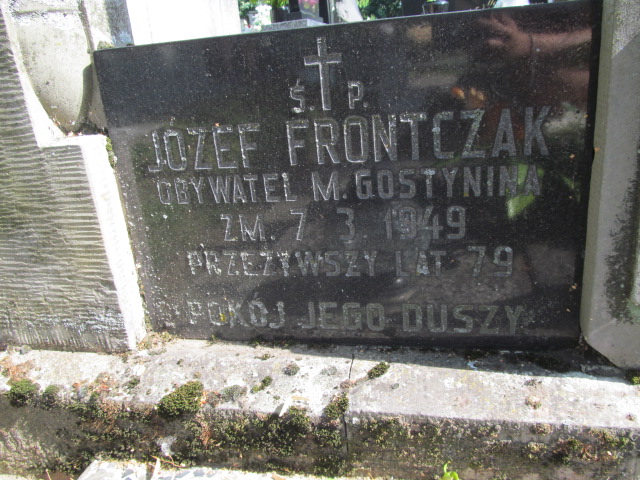 Ś. P.
JÓZEF FRONTCZAK
OBYWATEL M. GOSTYNINA
ZM. 7 3 1949
PRZEŻYWSZY LAT 79
POKÓJ JEGO DUSZY